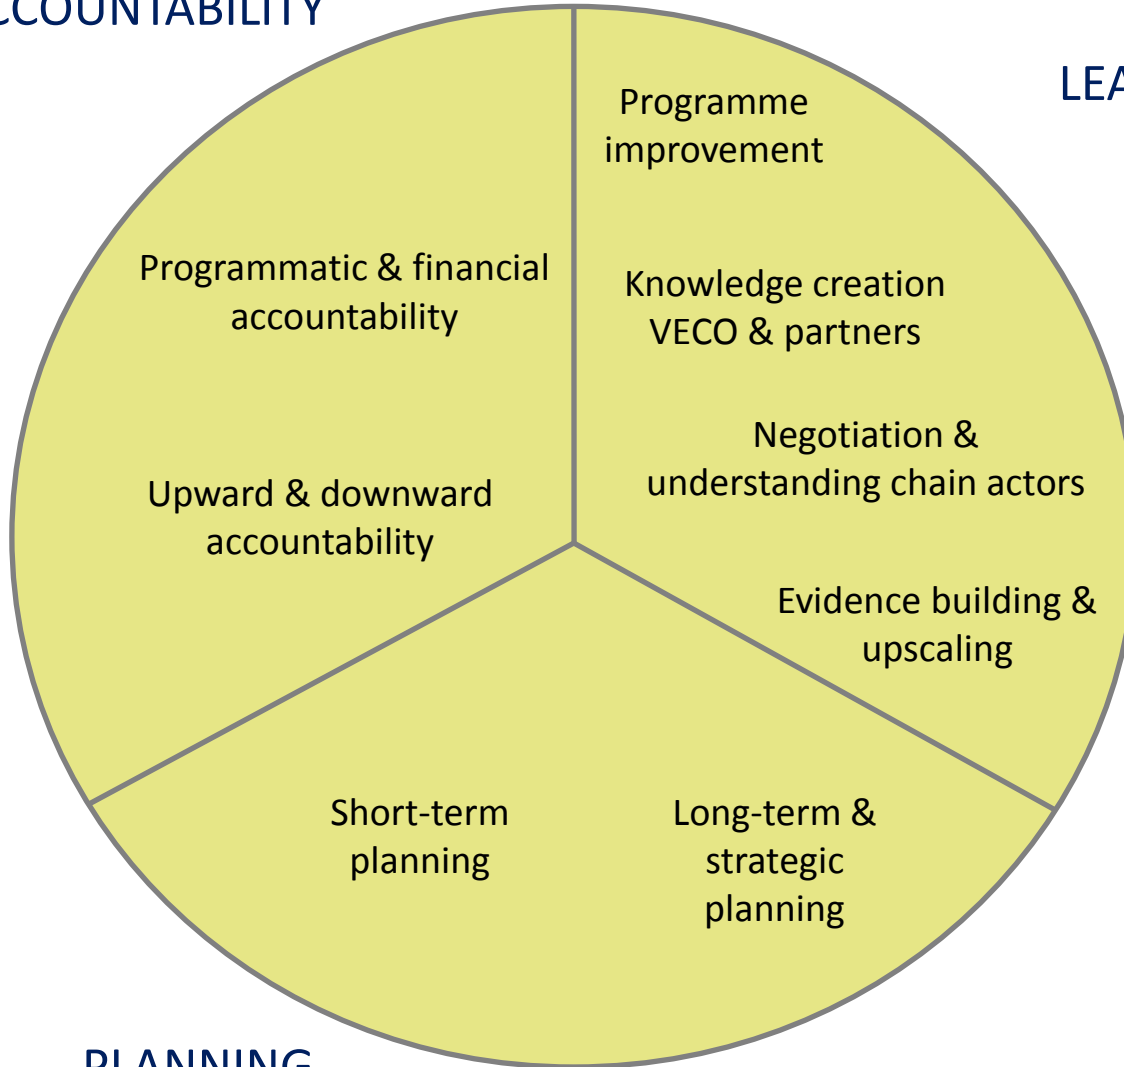 CCOUNTABILITY
LEA
Programme
improvement
Programmatic & financial
accountability
Knowledge creation
VECO & partners
Negotiation &
understanding chain actors
Upward & downward
accountability
Evidence building &
upscaling
Short-term
planning
Long-term &
strategic
planning
PLANNING